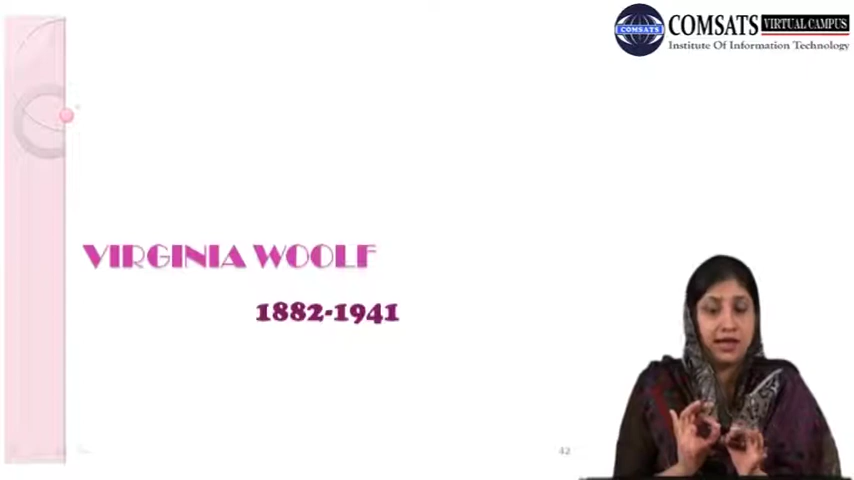 COMSATS VIRTUAL CAMPUS
Institute Of Information Technology
COMSATS
VIRGINIA WOOLF
1882-1941
42